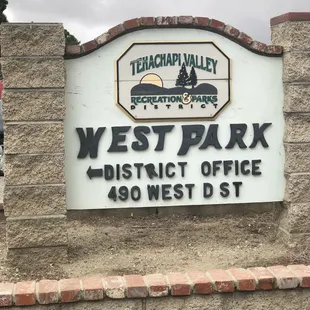 TEHACHAPI VALLEY
RECREATION & PARKS
DISTRICT
WEST PARK
←DISTRICT OFFICE
490 WEST D ST